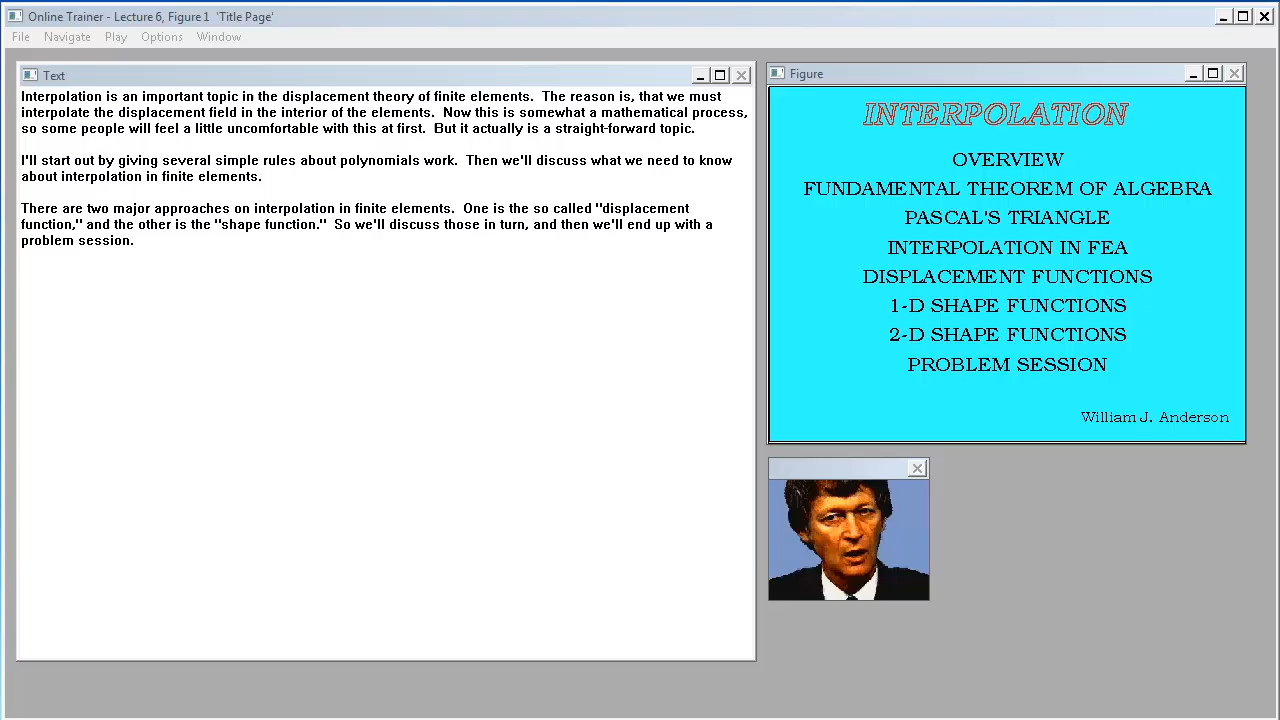 Online Trainer - Lecture 6, Figure 1 'Title Page'
File Navigate Play Options Window
Text
Interpolation is an important topic in the displacement theory of finite elements. The reason is, that we must
interpolate the displacement field in the interior of the elements. Now this is somewhat a mathematical process,
so some people will feel a little uncomfortable with this at first. But it actually is a straight-forward topic.
I'll start out by giving several simple rules about polynomials work. Then we'll discuss what we need to know
about interpolation in finite elements.
There are two major approaches on interpolation in finite elements. One is the so called "displacement
function," and the other is the "shape function." So we'll discuss those in turn, and then we'll end up with a
problem session.
Figure
INTERPOLATION
OVERVIEW
FUNDAMENTAL THEOREM OF ALGEBRA
PASCAL'S TRIANGLE
INTERPOLATION IN FEA
DISPLACEMENT FUNCTIONS
1-D SHAPE FUNCTIONS
2-D SHAPE FUNCTIONS
PROBLEM SESSION
William J. Anderson